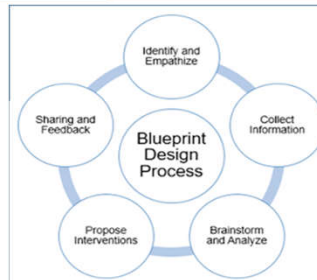 Identify and
Empathize
Collect
Information
Brainstorm
and Analyze
Propose
Interventions
Sharing and
Feedback
Blueprint
Design
Process